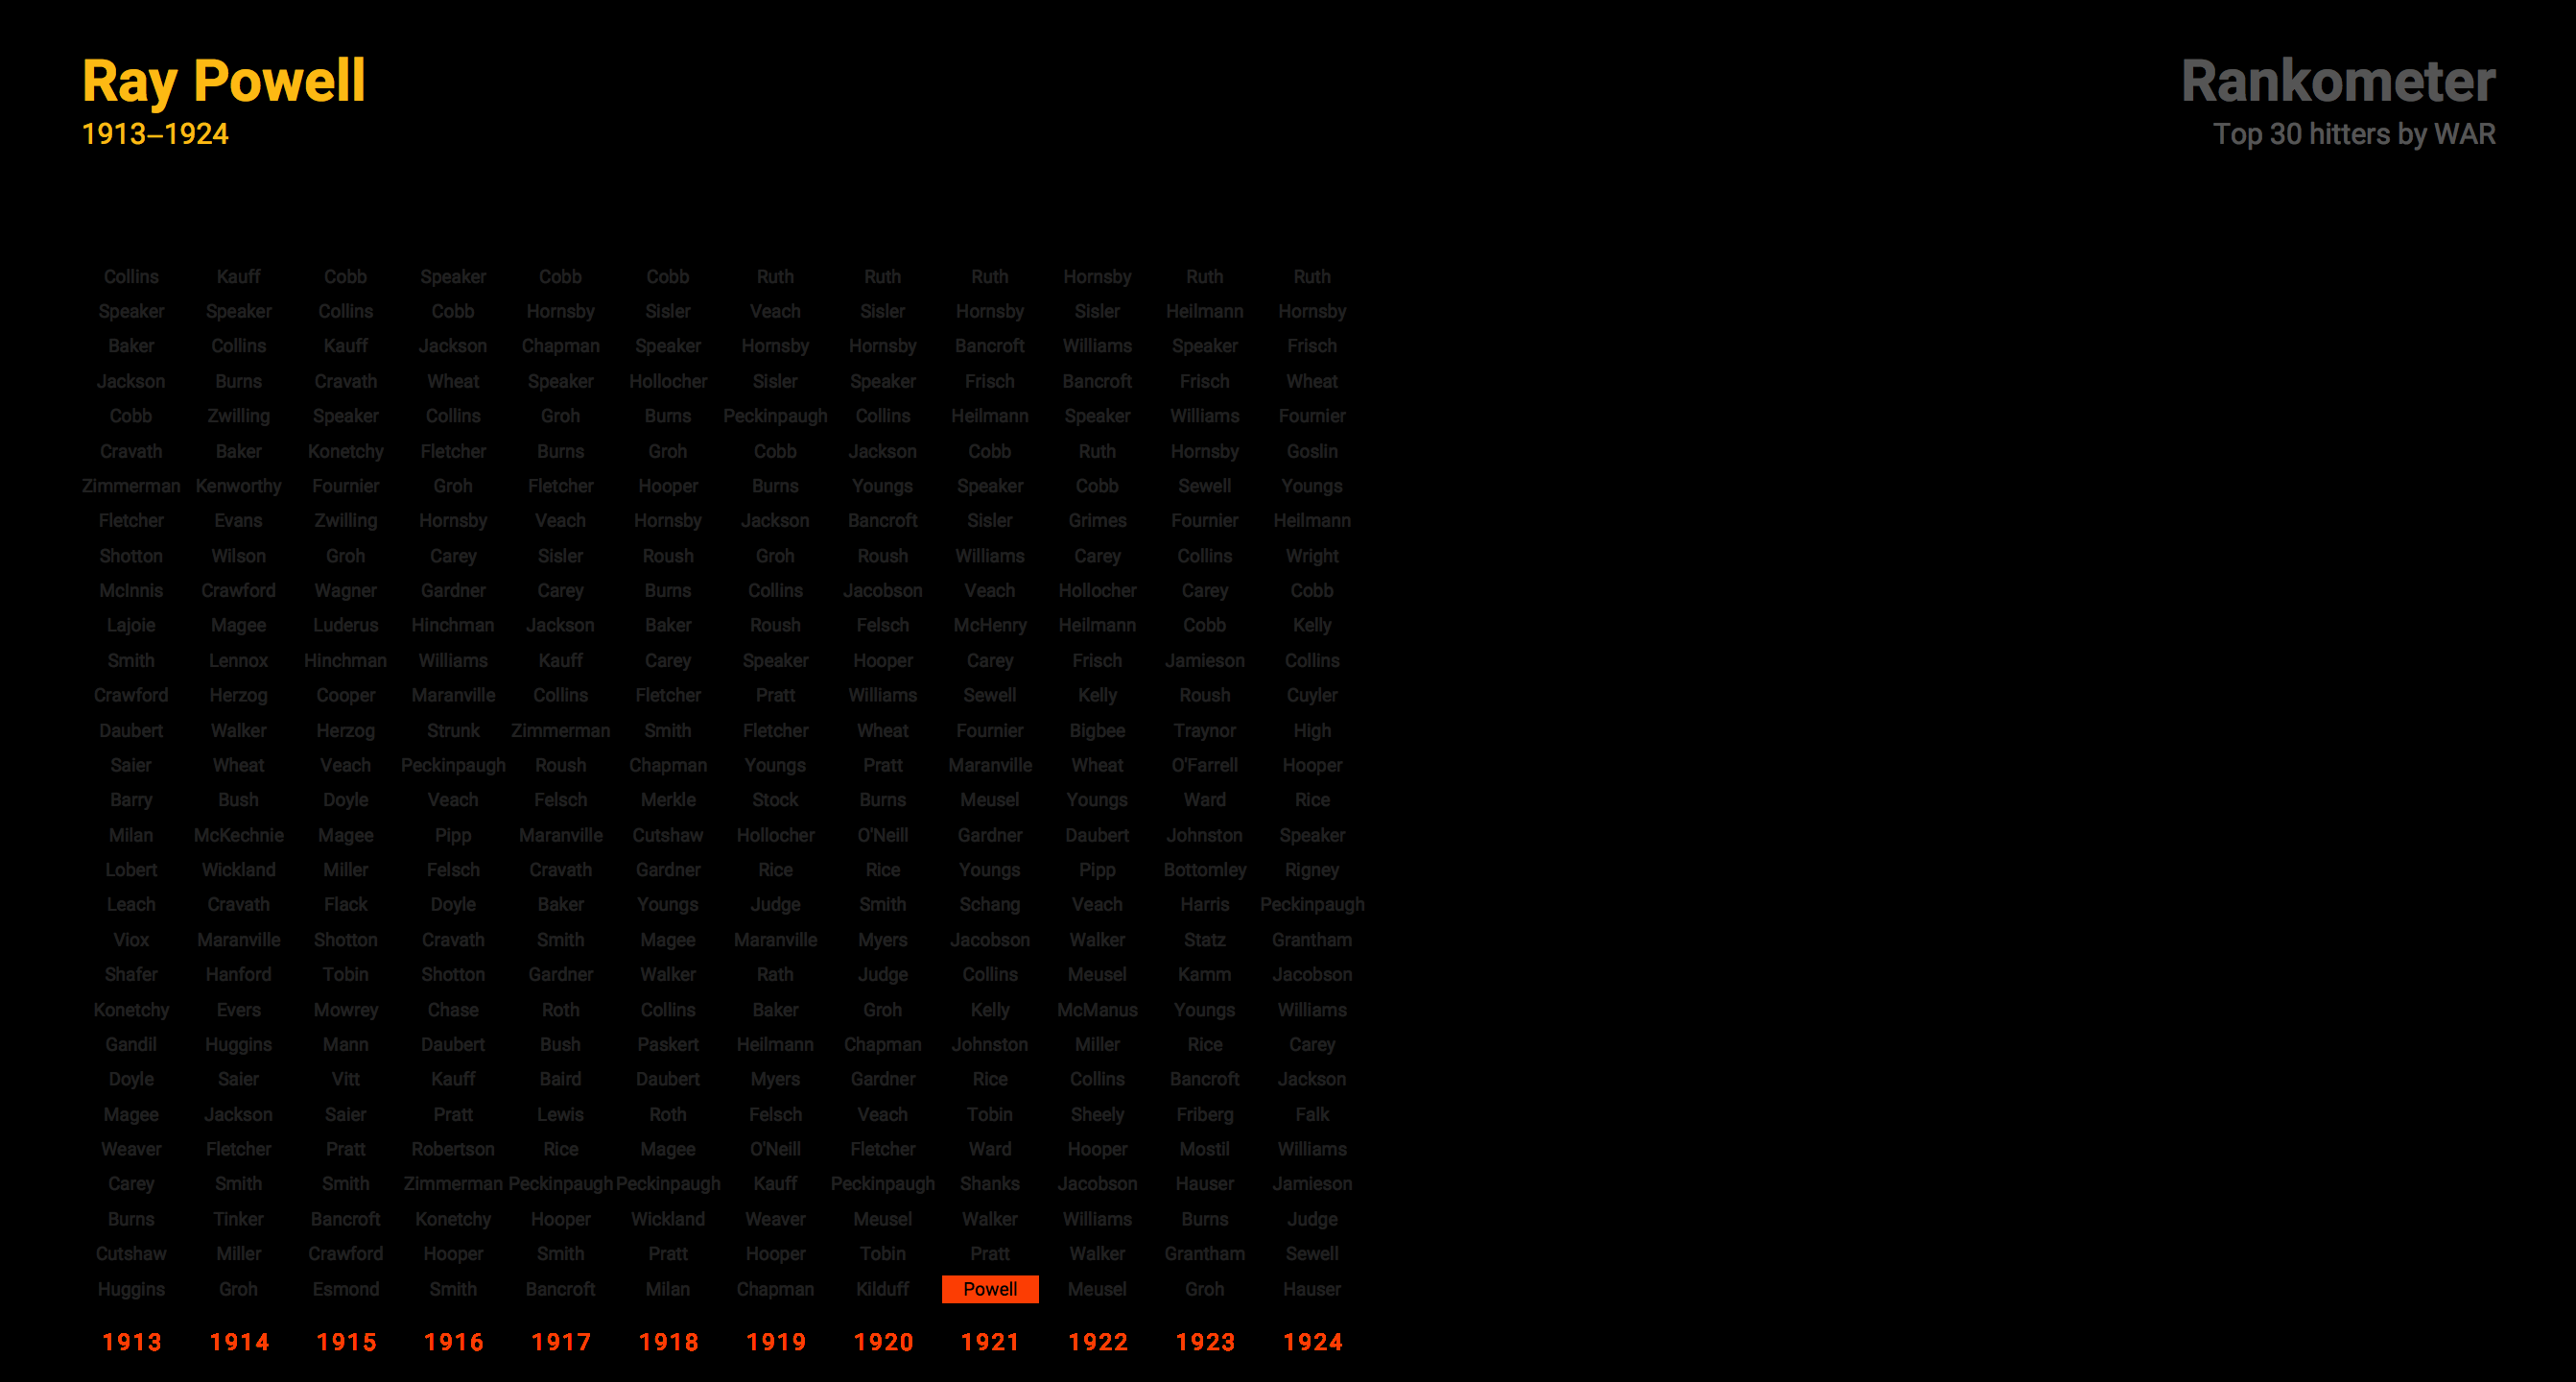 Ray Powell
1913–1924
Rankometer
Top 30 hitters by WAR
Collins Kauff Cobb Speaker Cobb Cobb Ruth Ruth Ruth Hornsby Ruth Ruth
Speaker Speaker Collins Cobb Hornsby Sisler Veach Sisler Hornsby Sisler Heilmann Hornsby
Baker Collins Kauff Jackson Chapman Speaker Hornsby Hornsby Bancroft Williams Speaker Frisch
Jackson Burns Cravath Wheat Speaker Hollocher Sisler Speaker Frisch Bancroft Frisch Wheat
Cobb Zwilling Speaker Collins Groh Burns Peckinpaugh Collins Heilmann Speaker Williams Fournier
Cravath Baker Konetchy Fletcher Burns Groh Cobb Jackson Cobb Ruth Hornsby Goslin
Zimmerman Kenworthy Fournier Groh Fletcher Hooper Burns Youngs Speaker Cobb Sewell Youngs
Fletcher Evans Zwilling Hornsby Veach Hornsby Jackson Bancroft Sisler Grimes Fournier Heilmann
Shotton Wilson Groh Carey Sisler Roush Groh Roush Williams Carey Collins Wright
McInnis Crawford Wagner Gardner Carey Burns Collins Jacobson Veach Hollocher Carey Cobb
Lajoie Magee Luderus Hinchman Jackson Baker Roush Felsch McHenry Heilmann Cobb Kelly
Smith Lennox Hinchman Williams Kauff Carey Speaker Hooper Carey Frisch Jamieson Collins
Crawford Herzog Cooper Maranville Collins Fletcher Pratt Williams Sewell Kelly Roush Cuyler
Daubert Walker Herzog Strunk Zimmerman Smith Fletcher Wheat Fournier Bigbee Traynor High
Saier Wheat Veach Peckinpaugh Roush Chapman Youngs Pratt Maranville Wheat O'Farrell Hooper
Barry Bush Doyle Veach Felsch Merkle Stock Burns Meusel Youngs Ward Rice
Milan McKechnie Magee Pipp Maranville Cutshaw Hollocher O'Neill Gardner Daubert Johnston Speaker
Lobert Wickland Miller Felsch Cravath Gardner Rice Rice Youngs Pipp Bottomley Rigney
Leach Cravath Flack Doyle Baker Youngs Judge Smith Schang Veach Harris Peckinpaugh
Viox Maranville Shotton Cravath Smith Magee Maranville Myers Jacobson Walker Statz Grantham
Shafer Hanford Tobin Shotton Gardner Walker Rath Judge Collins Meusel Kamm Jacobson
Konetchy Evers Mowrey Chase Roth Collins Baker Groh Kelly McManus Youngs Williams
Gandil Huggins Mann Daubert Bush Paskert Heilmann Chapman Johnston Miller Rice Carey
Doyle Saier Vitt Kauff Baird Daubert Myers Gardner Rice Collins Bancroft Jackson
Magee Jackson Saier Pratt Lewis Roth Felsch Veach Tobin Sheely Friberg Falk
Weaver Fletcher Pratt Robertson Rice Magee O'Neill Fletcher Ward Hooper Mostil Williams
Carey Smith Smith Zimmerman Peckinpaugh Peckinpaugh Kauff Peckinpaugh Shanks Jacobson Hauser Jamieson
Burns Tinker Bancroft Konetchy Hooper Wickland Weaver Meusel Walker Williams Burns Judge
Cutshaw Miller Crawford Hooper Smith Pratt Hooper Tobin Pratt Walker Grantham Sewell
Huggins Groh Esmond Smith Bancroft Milan Chapman Kilduff Powell Meusel Groh Hauser
1913 1914 1915 1916 1917 1918 1919 1920 1921 1922 1923 1924